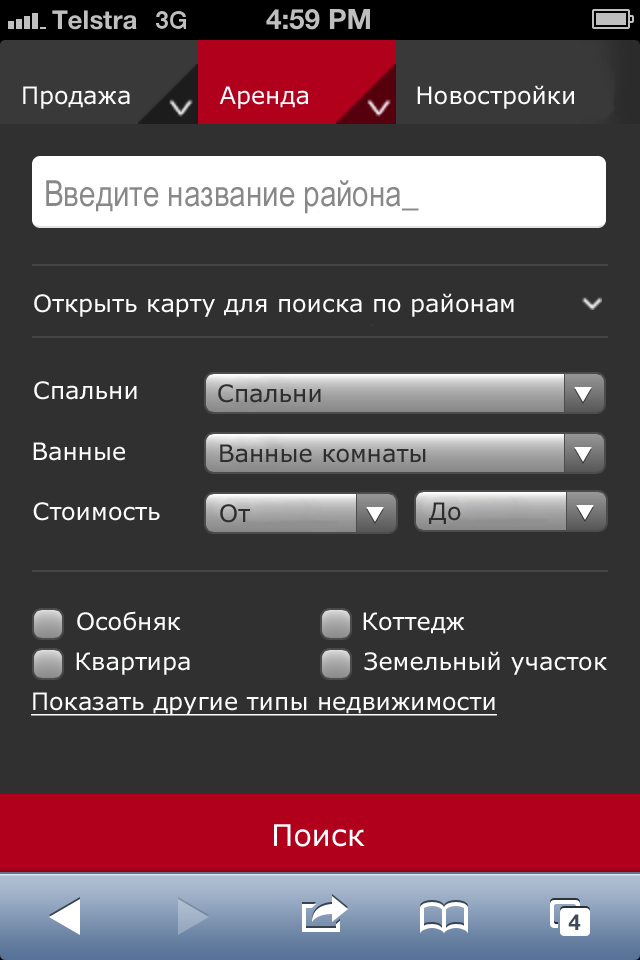 Telstra 3G 4:59 PM
Продажа Аренда Новостройки
Введите название района_
Открыть карту для поиска по районам
Спальни Спальни
Ванные Ванные комнаты
Стоимость От До
Особняк Коттедж
Квартира Земельный участок
Показать другие типы недвижимости
Поиск
4